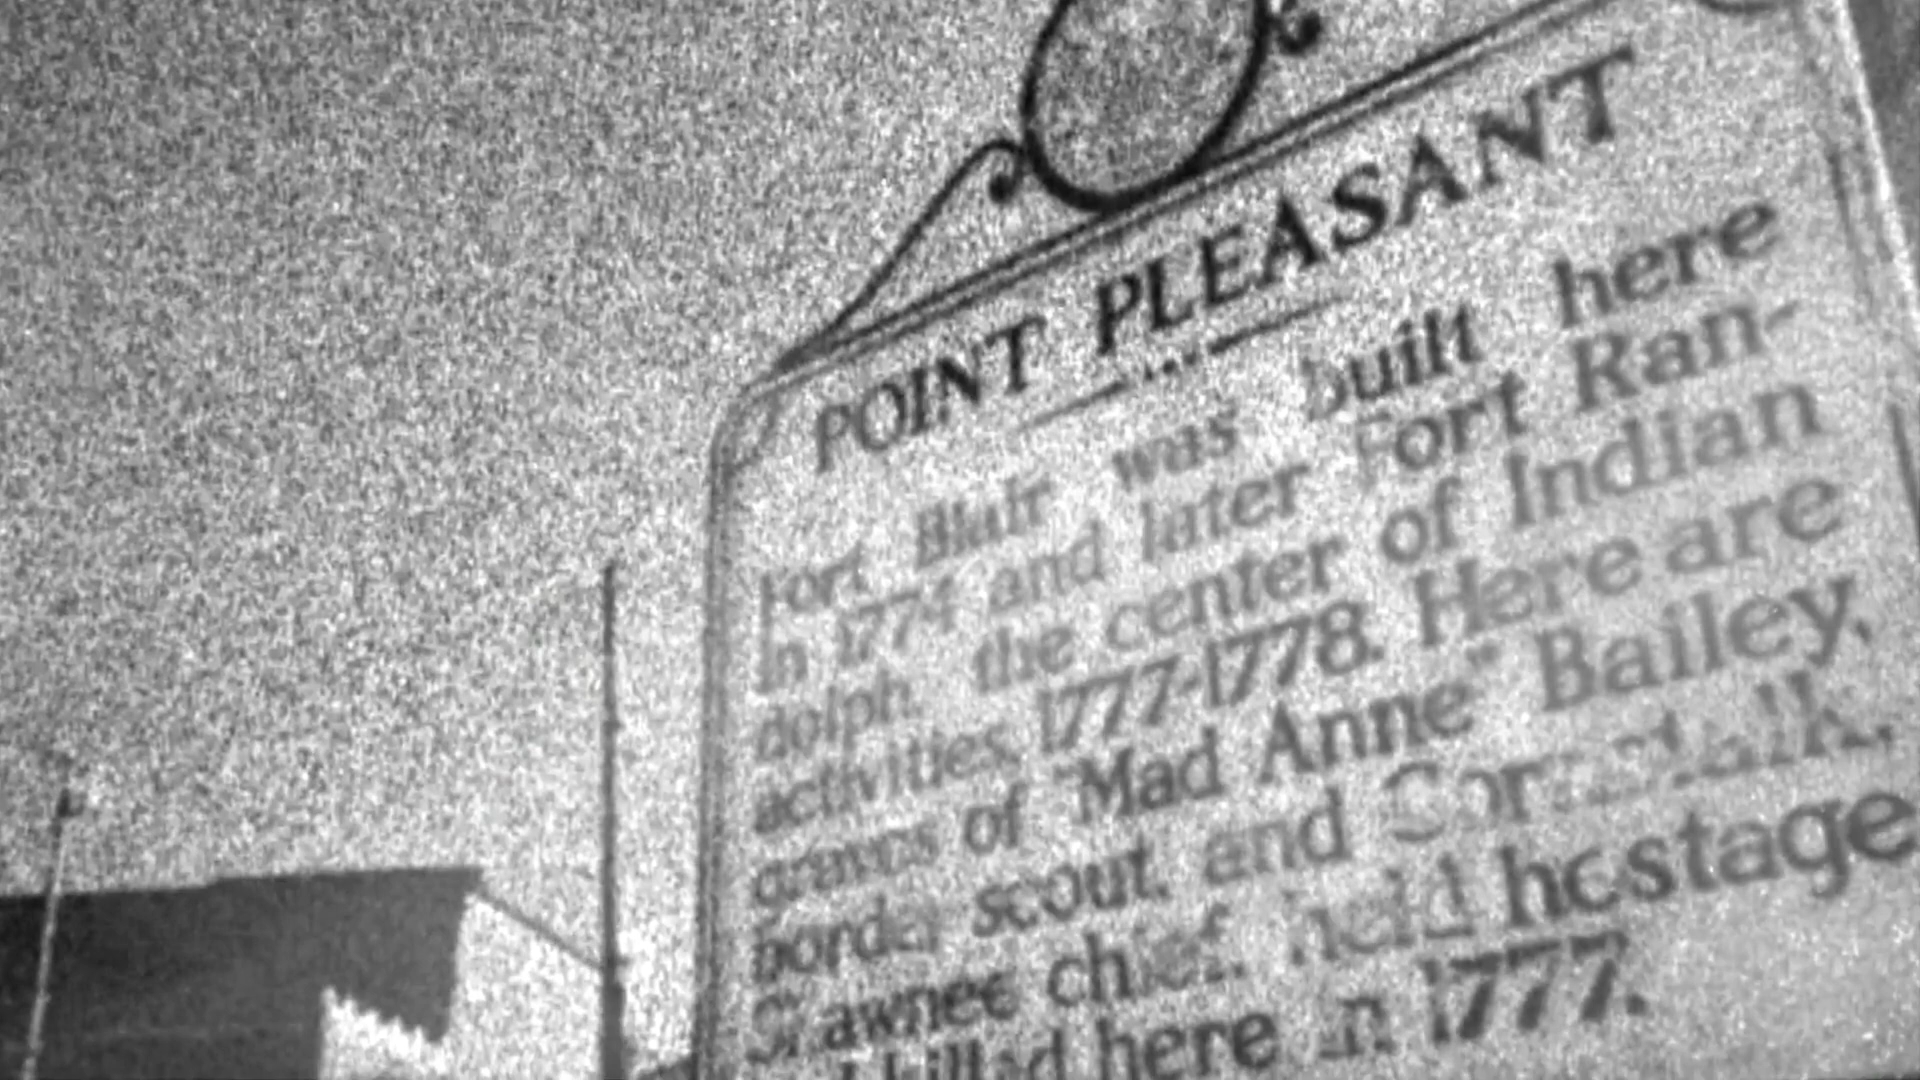 POINT PLEASANT
Fort Blair was built here
in 1774 and later Fort Ran-
dolph, the center of Indian
activities, 1777-1778. Here are
graves of "Mad Anne" Bailey,
border scout, and Cornstalk,
Shawnee chief, held hostage
killed here in 1777.